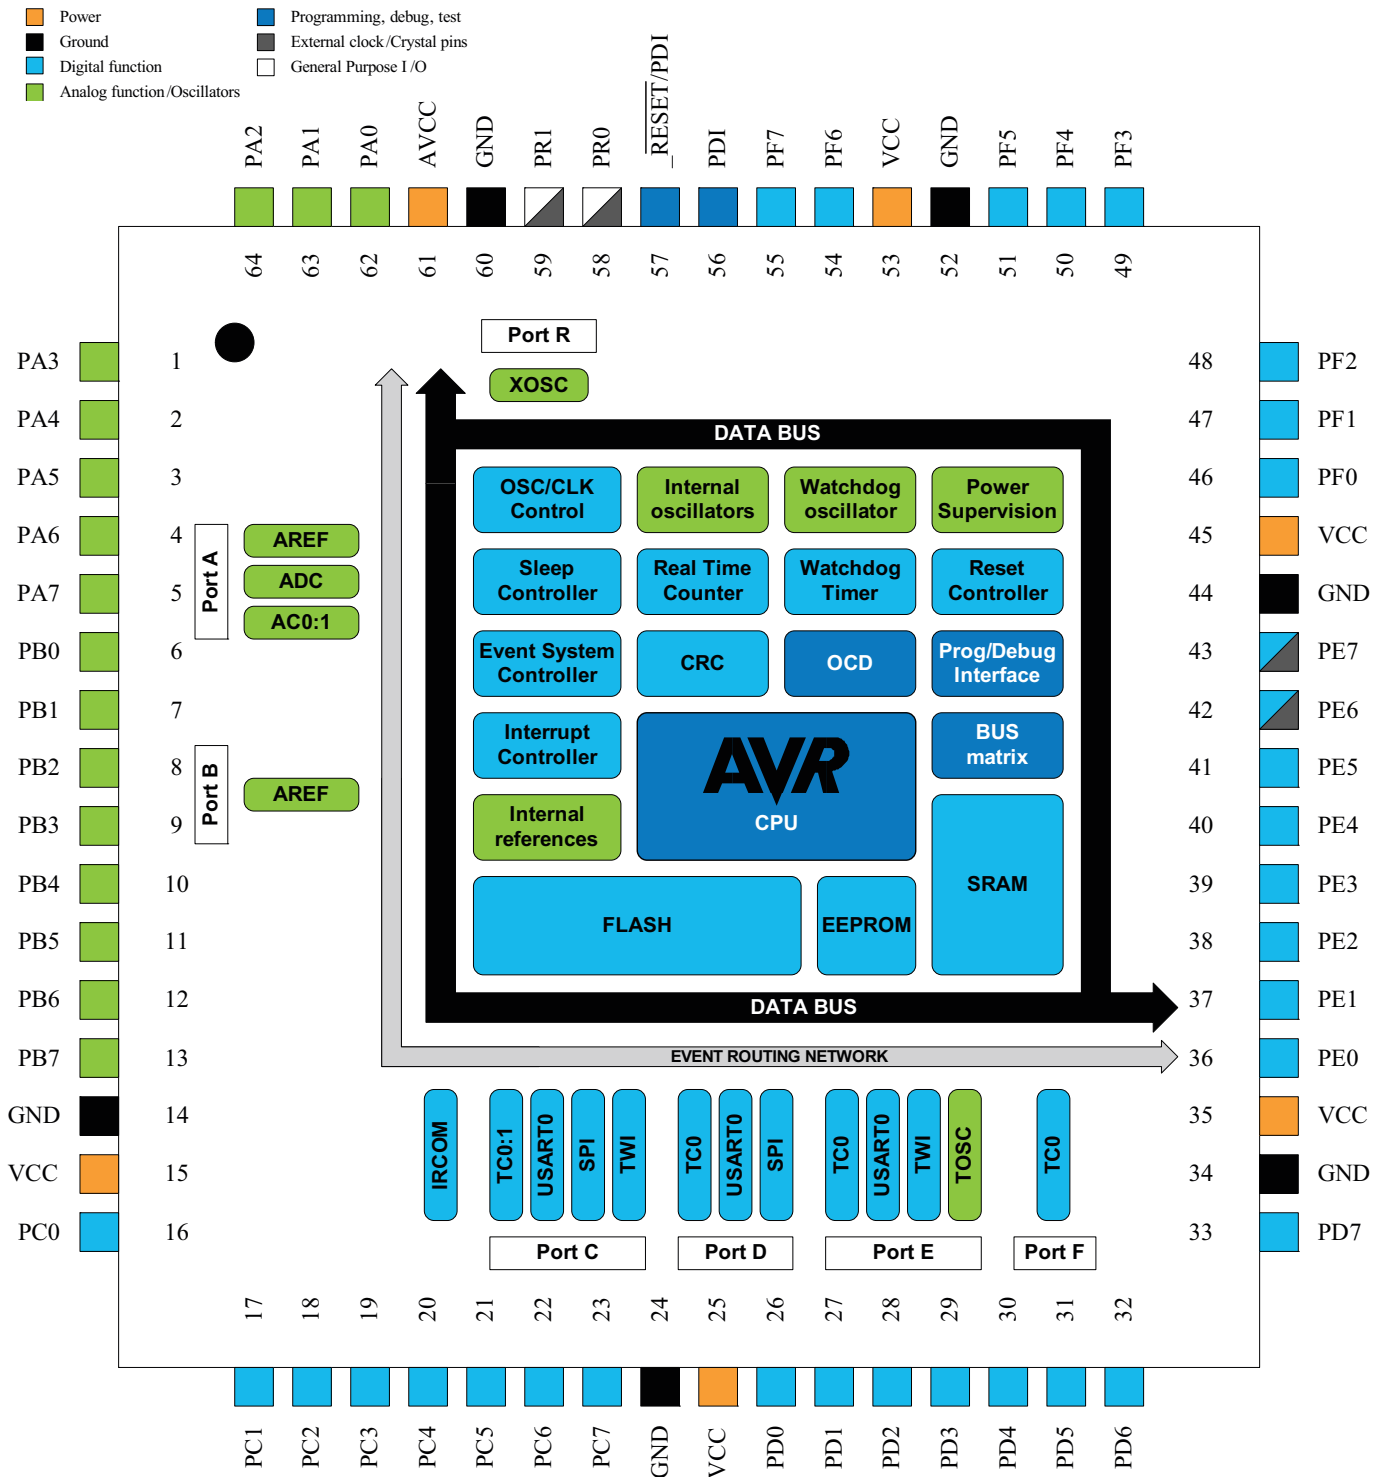 Power
Ground
Digital function
Analog function/Oscillators
Programming, debug, test
External clock/Crystal pins
General Purpose I/O
PA2
PA1
PA0
AVCC
GND
PR1
PR0
_RESET/PDI
PDI
PF7
PF6
VCC
GND
PF5
PF4
PF3
64
63
62
61
60
59
58
57
56
55
54
53
52
51
50
49
PA3 1
PA4 2
PA5 3
PA6 4
PA7 5
PB0 6
PB1 7
PB2 8
PB3 9
PB4 10
PB5 11
PB6 12
PB7 13
GND 14
VCC 15
PC0 16
Port A
AREF
ADC
AC0:1
Port B
AREF
Port R
XOSC
DATA BUS
OSC/CLK
Control
Internal
oscillators
Watchdog
oscillator
Power
Supervision
Sleep
Controller
Real Time
Counter
Watchdog
Timer
Reset
Controller
Event System
Controller
CRC
OCD
Prog/Debug
Interface
Interrupt
Controller
AVR
CPU
BUS
matrix
Internal
references
SRAM
FLASH
EEPROM
DATA BUS
EVENT ROUTING NETWORK
IRCOM
TC0:1
USART0
SPI
TWI
TC0
USART0
SPI
TC0
USART0
TWI
TOSC
TC0
Port C
Port D
Port E
Port F
48 PF2
47 PF1
46 PF0
45 VCC
44 GND
43 PE7
42 PE6
41 PE5
40 PE4
39 PE3
38 PE2
37 PE1
36 PE0
35 VCC
34 GND
33 PD7
17
18
19
20
21
22
23
24
25
26
27
28
29
30
31
32
PC1
PC2
PC3
PC4
PC5
PC6
PC7
GND
VCC
PD0
PD1
PD2
PD3
PD4
PD5
PD6